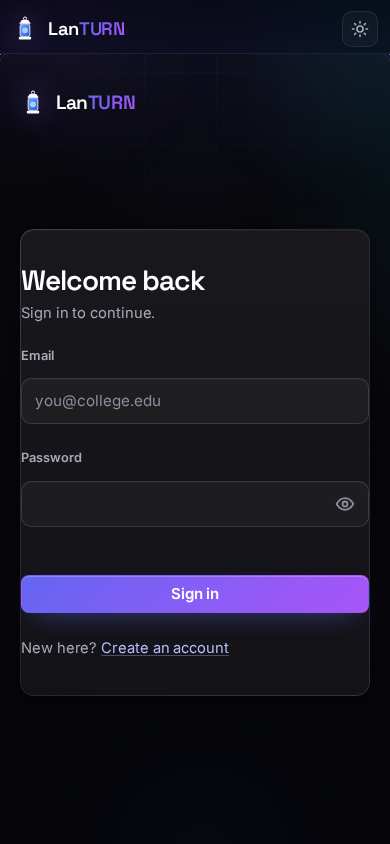 LanTURN
LanTURN
Welcome back
Sign in to continue.
Email
you@college.edu
Password
Sign in
New here? Create an account